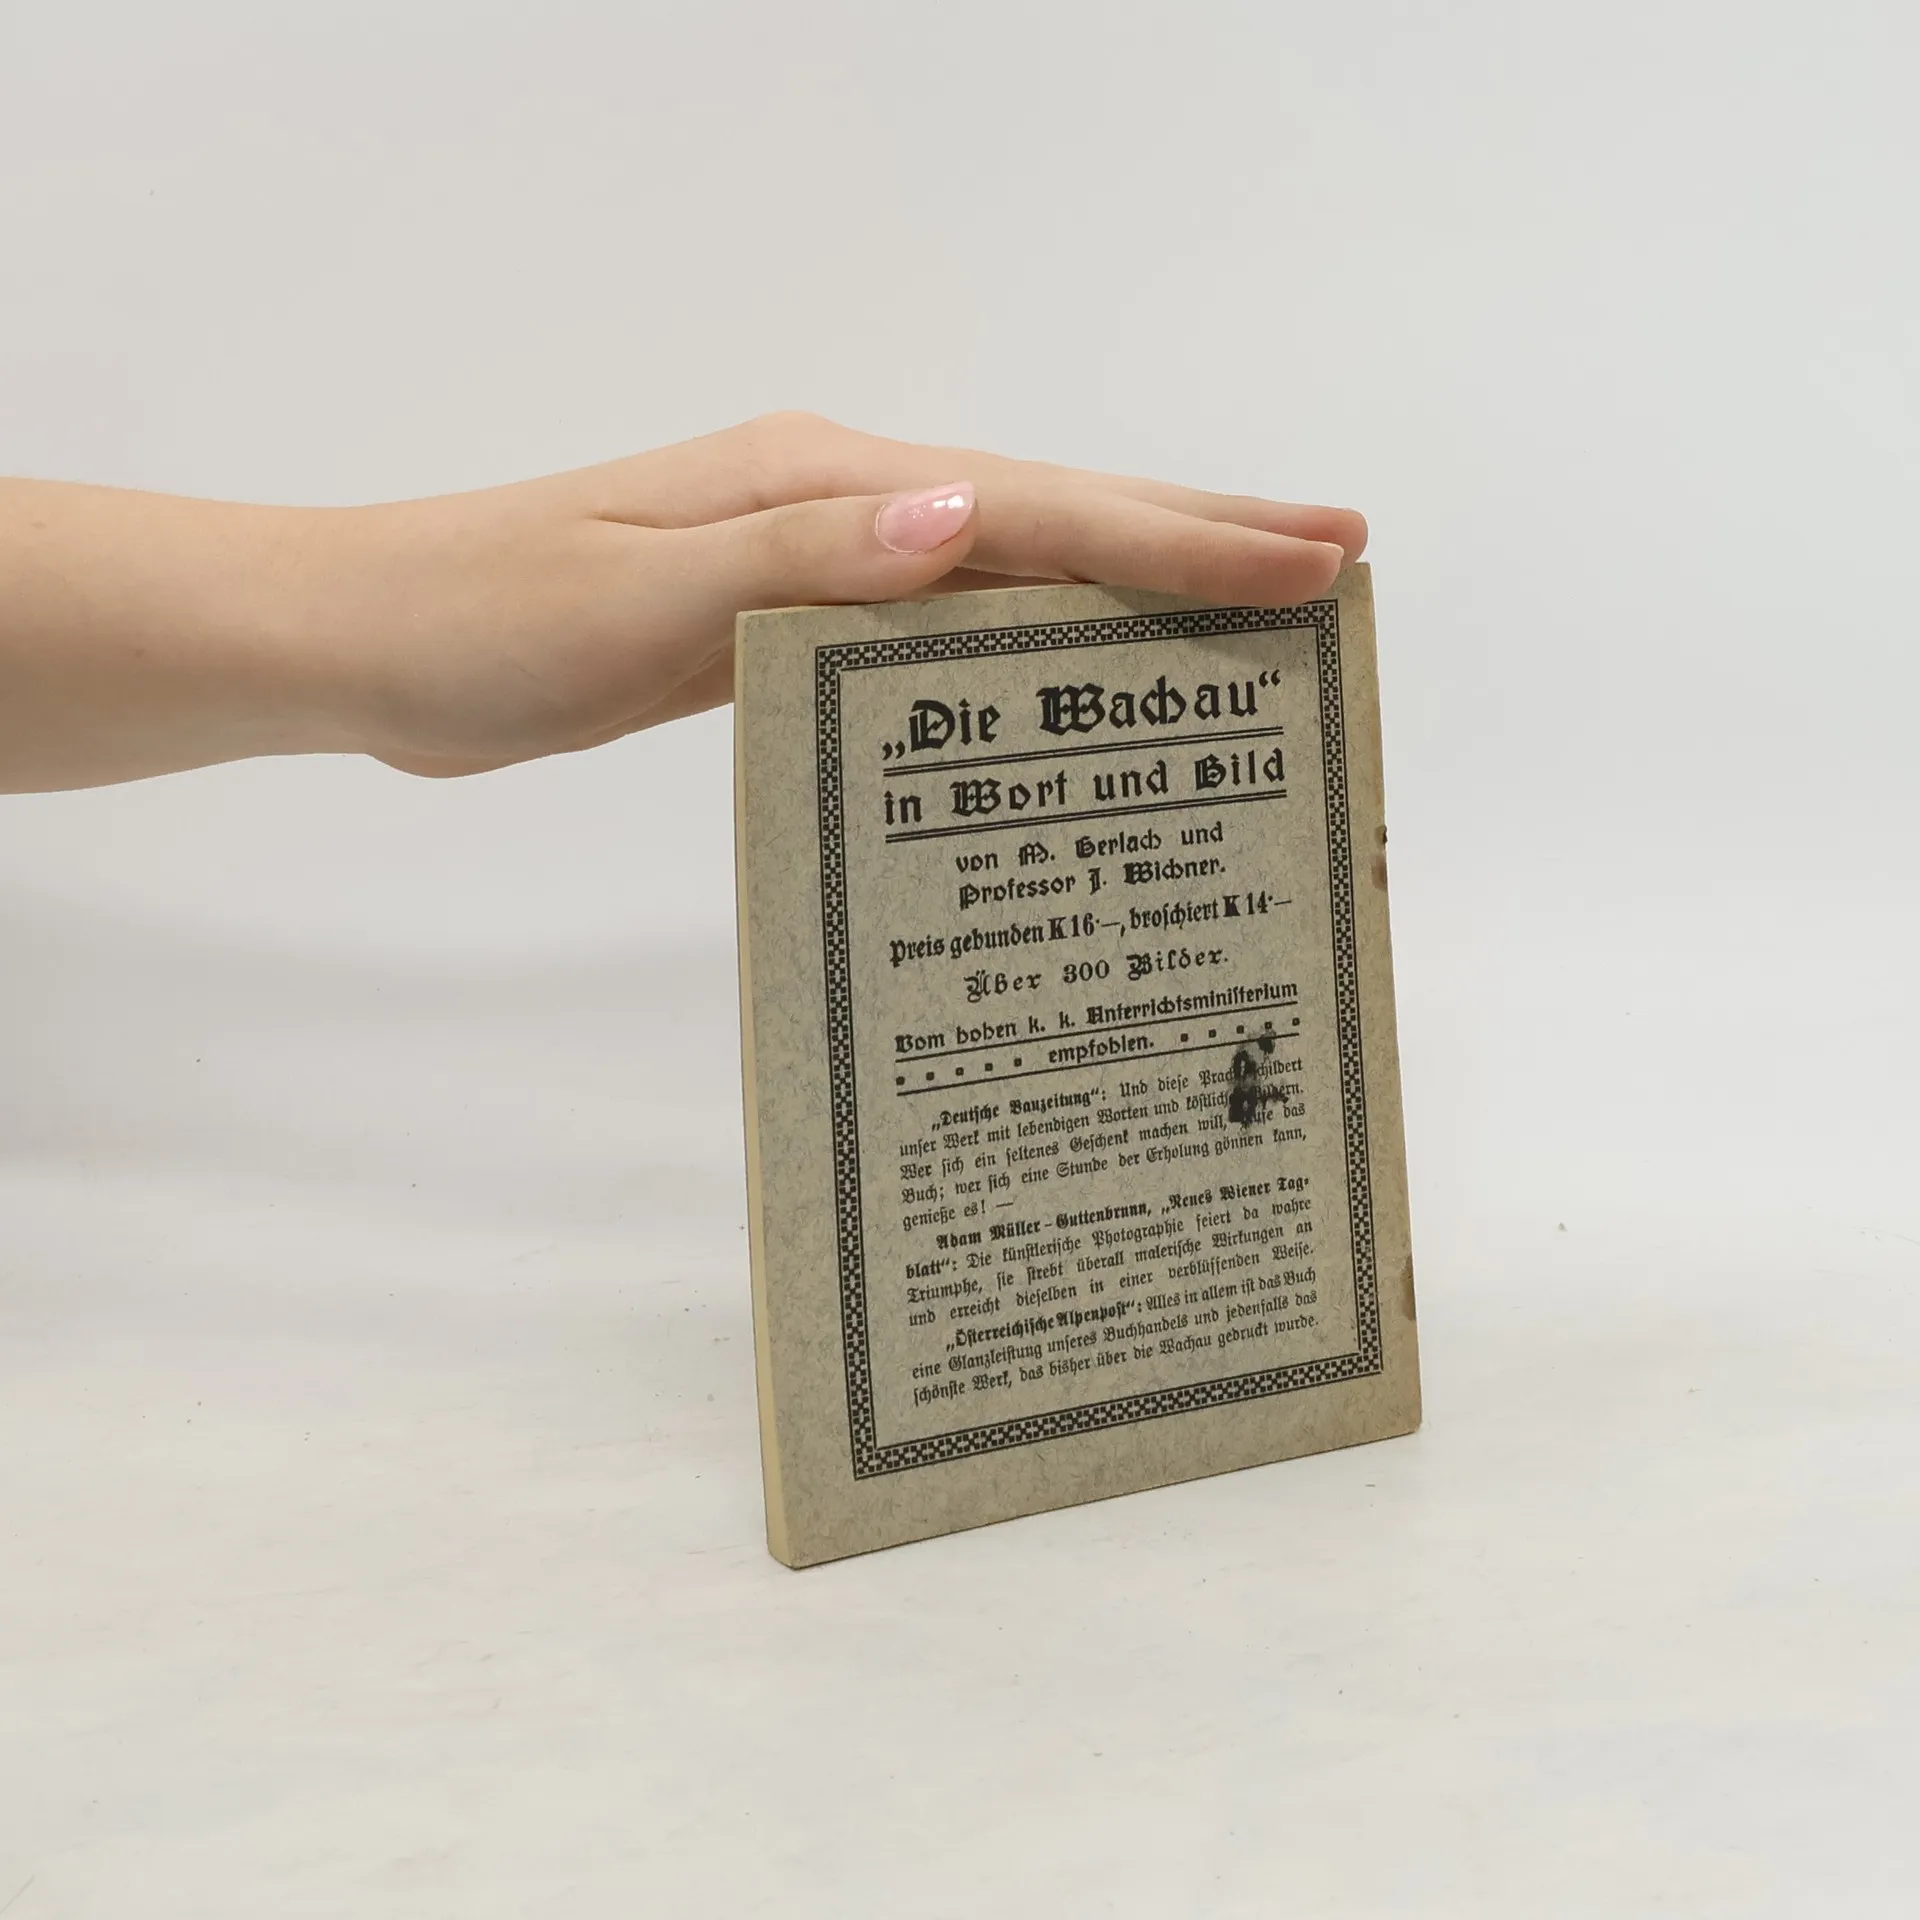 „Die Wachau“
in Wort und Bild
von M. Gerlach und
Professor J. Wichner.
Preis gebunden K 16·—, broschiert K 14·—
Über 300 Bilder.
Vom hohen k. k. Unterrichtsministerium
empfohlen.
„Deutsche Bauzeitung“: Und diese
unser Werk mit lebendigen Worten und
Wer sich ein seltenes Geschenk machen will, das
Buch; wer sich eine Stunde der Erholung gönnen kann,
genieße es! —
Adam Müller-Guttenbrunn, „Neues Wiener Tag-
blatt“: Die künstlerische Photographie feiert da wahre
Triumphe, sie strebt überall malerische Wirkungen an
und erreicht dieselben in einer verblüffenden Weise.
„Österreichische Alpenpost“: Alles in allem ist das Buch
eine Glanzleistung unseres Buchhandels und jedenfalls das
schönste Werk, das bisher über die Wachau gedruckt wurde.